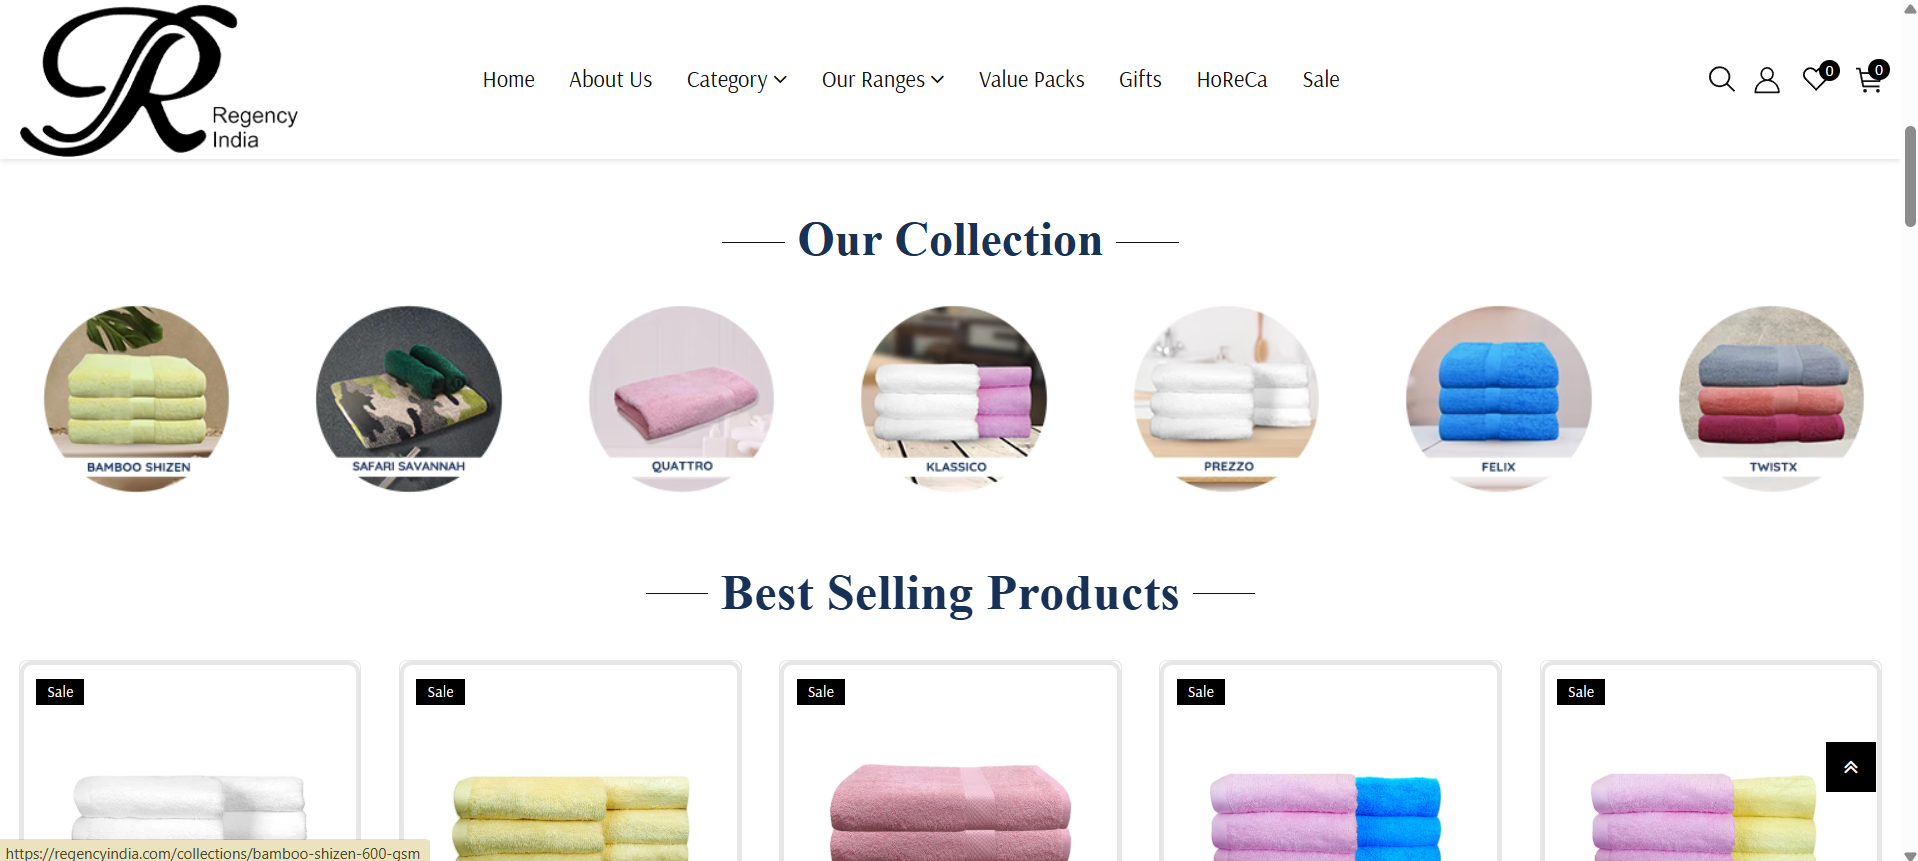 R Regency
India
Home About Us Category Our Ranges Value Packs Gifts HoReCa Sale 0 0
Our Collection
BAMBOO SHIZEN SAFARI SAVANNAH QUATTRO KLASSICO PREZZO FELIX TWISTX
Best Selling Products
Sale Sale Sale Sale Sale
https://regencyindia.com/collections/bamboo-shizen-600-gsm